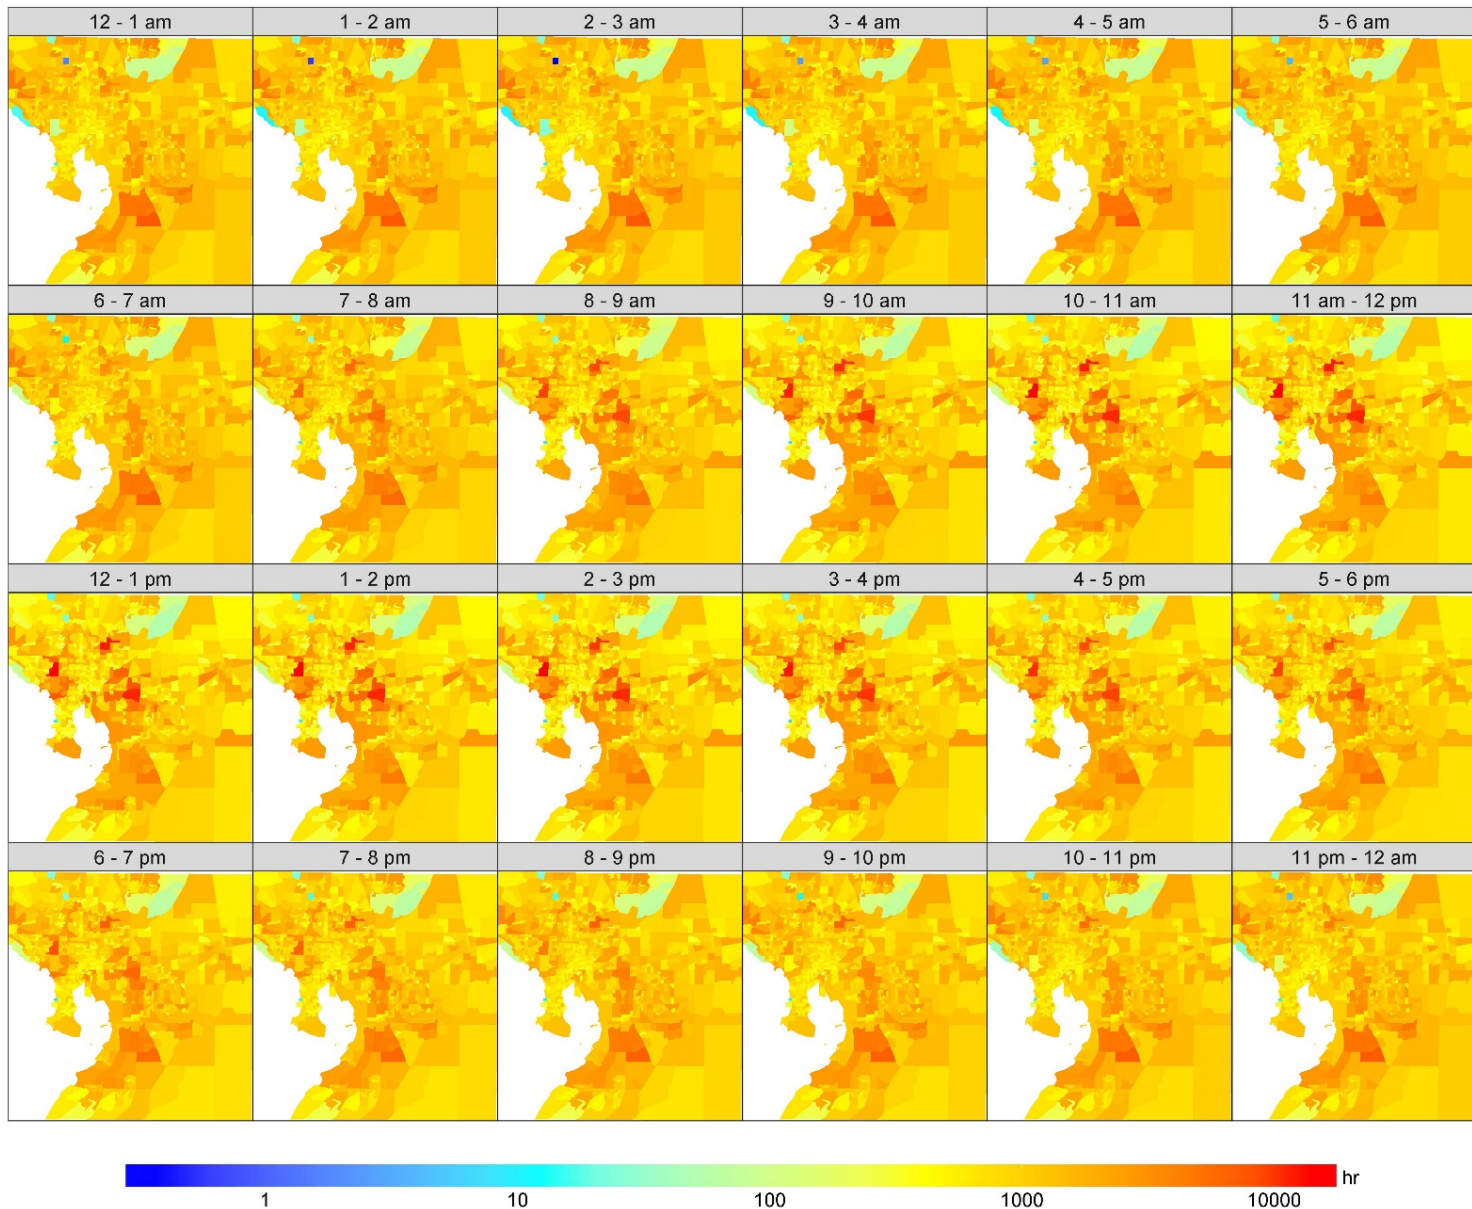 12 - 1 am
1 - 2 am
2 - 3 am
3 - 4 am
4 - 5 am
5 - 6 am
6 - 7 am
7 - 8 am
8 - 9 am
9 - 10 am
10 - 11 am
11 am - 12 pm
12 - 1 pm
1 - 2 pm
2 - 3 pm
3 - 4 pm
4 - 5 pm
5 - 6 pm
6 - 7 pm
7 - 8 pm
8 - 9 pm
9 - 10 pm
10 - 11 pm
11 pm - 12 am
hr
1
10
100
1000
10000